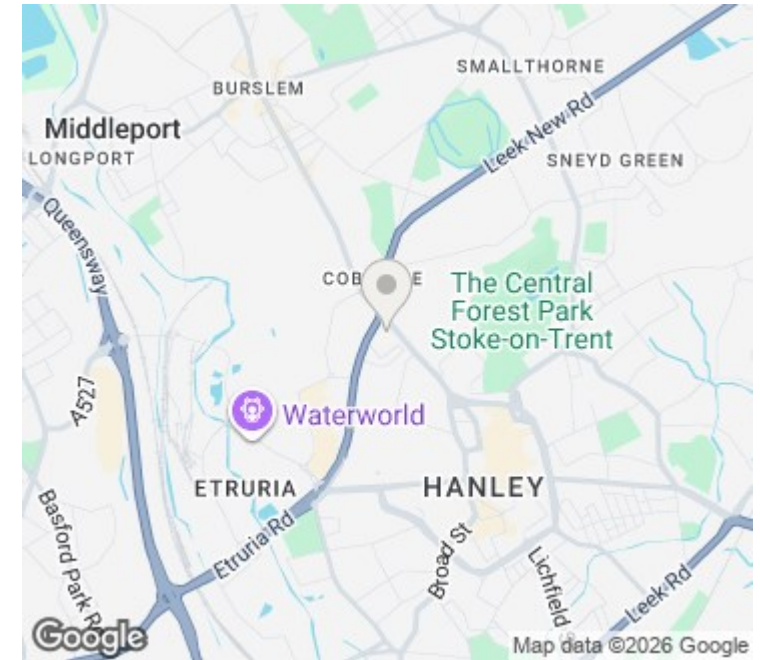 SMALLTHORNE
BURSLEM
Middleport
LONGPORT
Leek New Rd
SNEYD GREEN
Queensway
The Central
Forest Park
Stoke-on-Trent
A527
Waterworld
ETRURIA
HANLEY
Basford Park
Etruria Rd
Broad St
Lichfield
Leek Rd
Google
Map data ©2026 Google